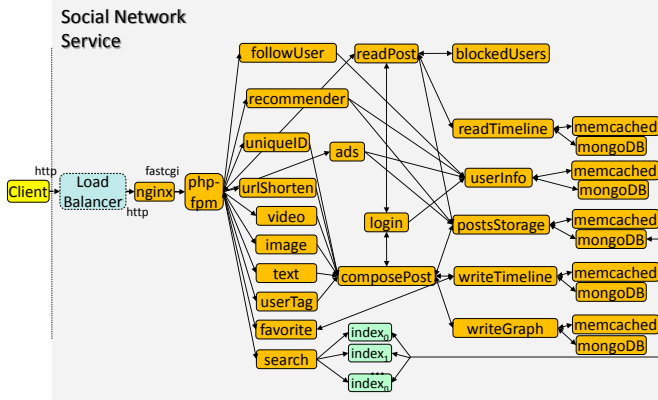 Social Network
Service
followUser
readPost
blockedUsers
recommender
uniqueID
ads
readTimeline
memcached
mongoDB
http
fastcgi
Client
Load
Balancer
nginx
php-
fpm
http
urlShorten
userInfo
memcached
mongoDB
video
login
postsStorage
memcached
mongoDB
image
text
composePost
writeTimeline
memcached
mongoDB
userTag
favorite
writeGraph
memcached
mongoDB
search
index0
index1
...
indexn